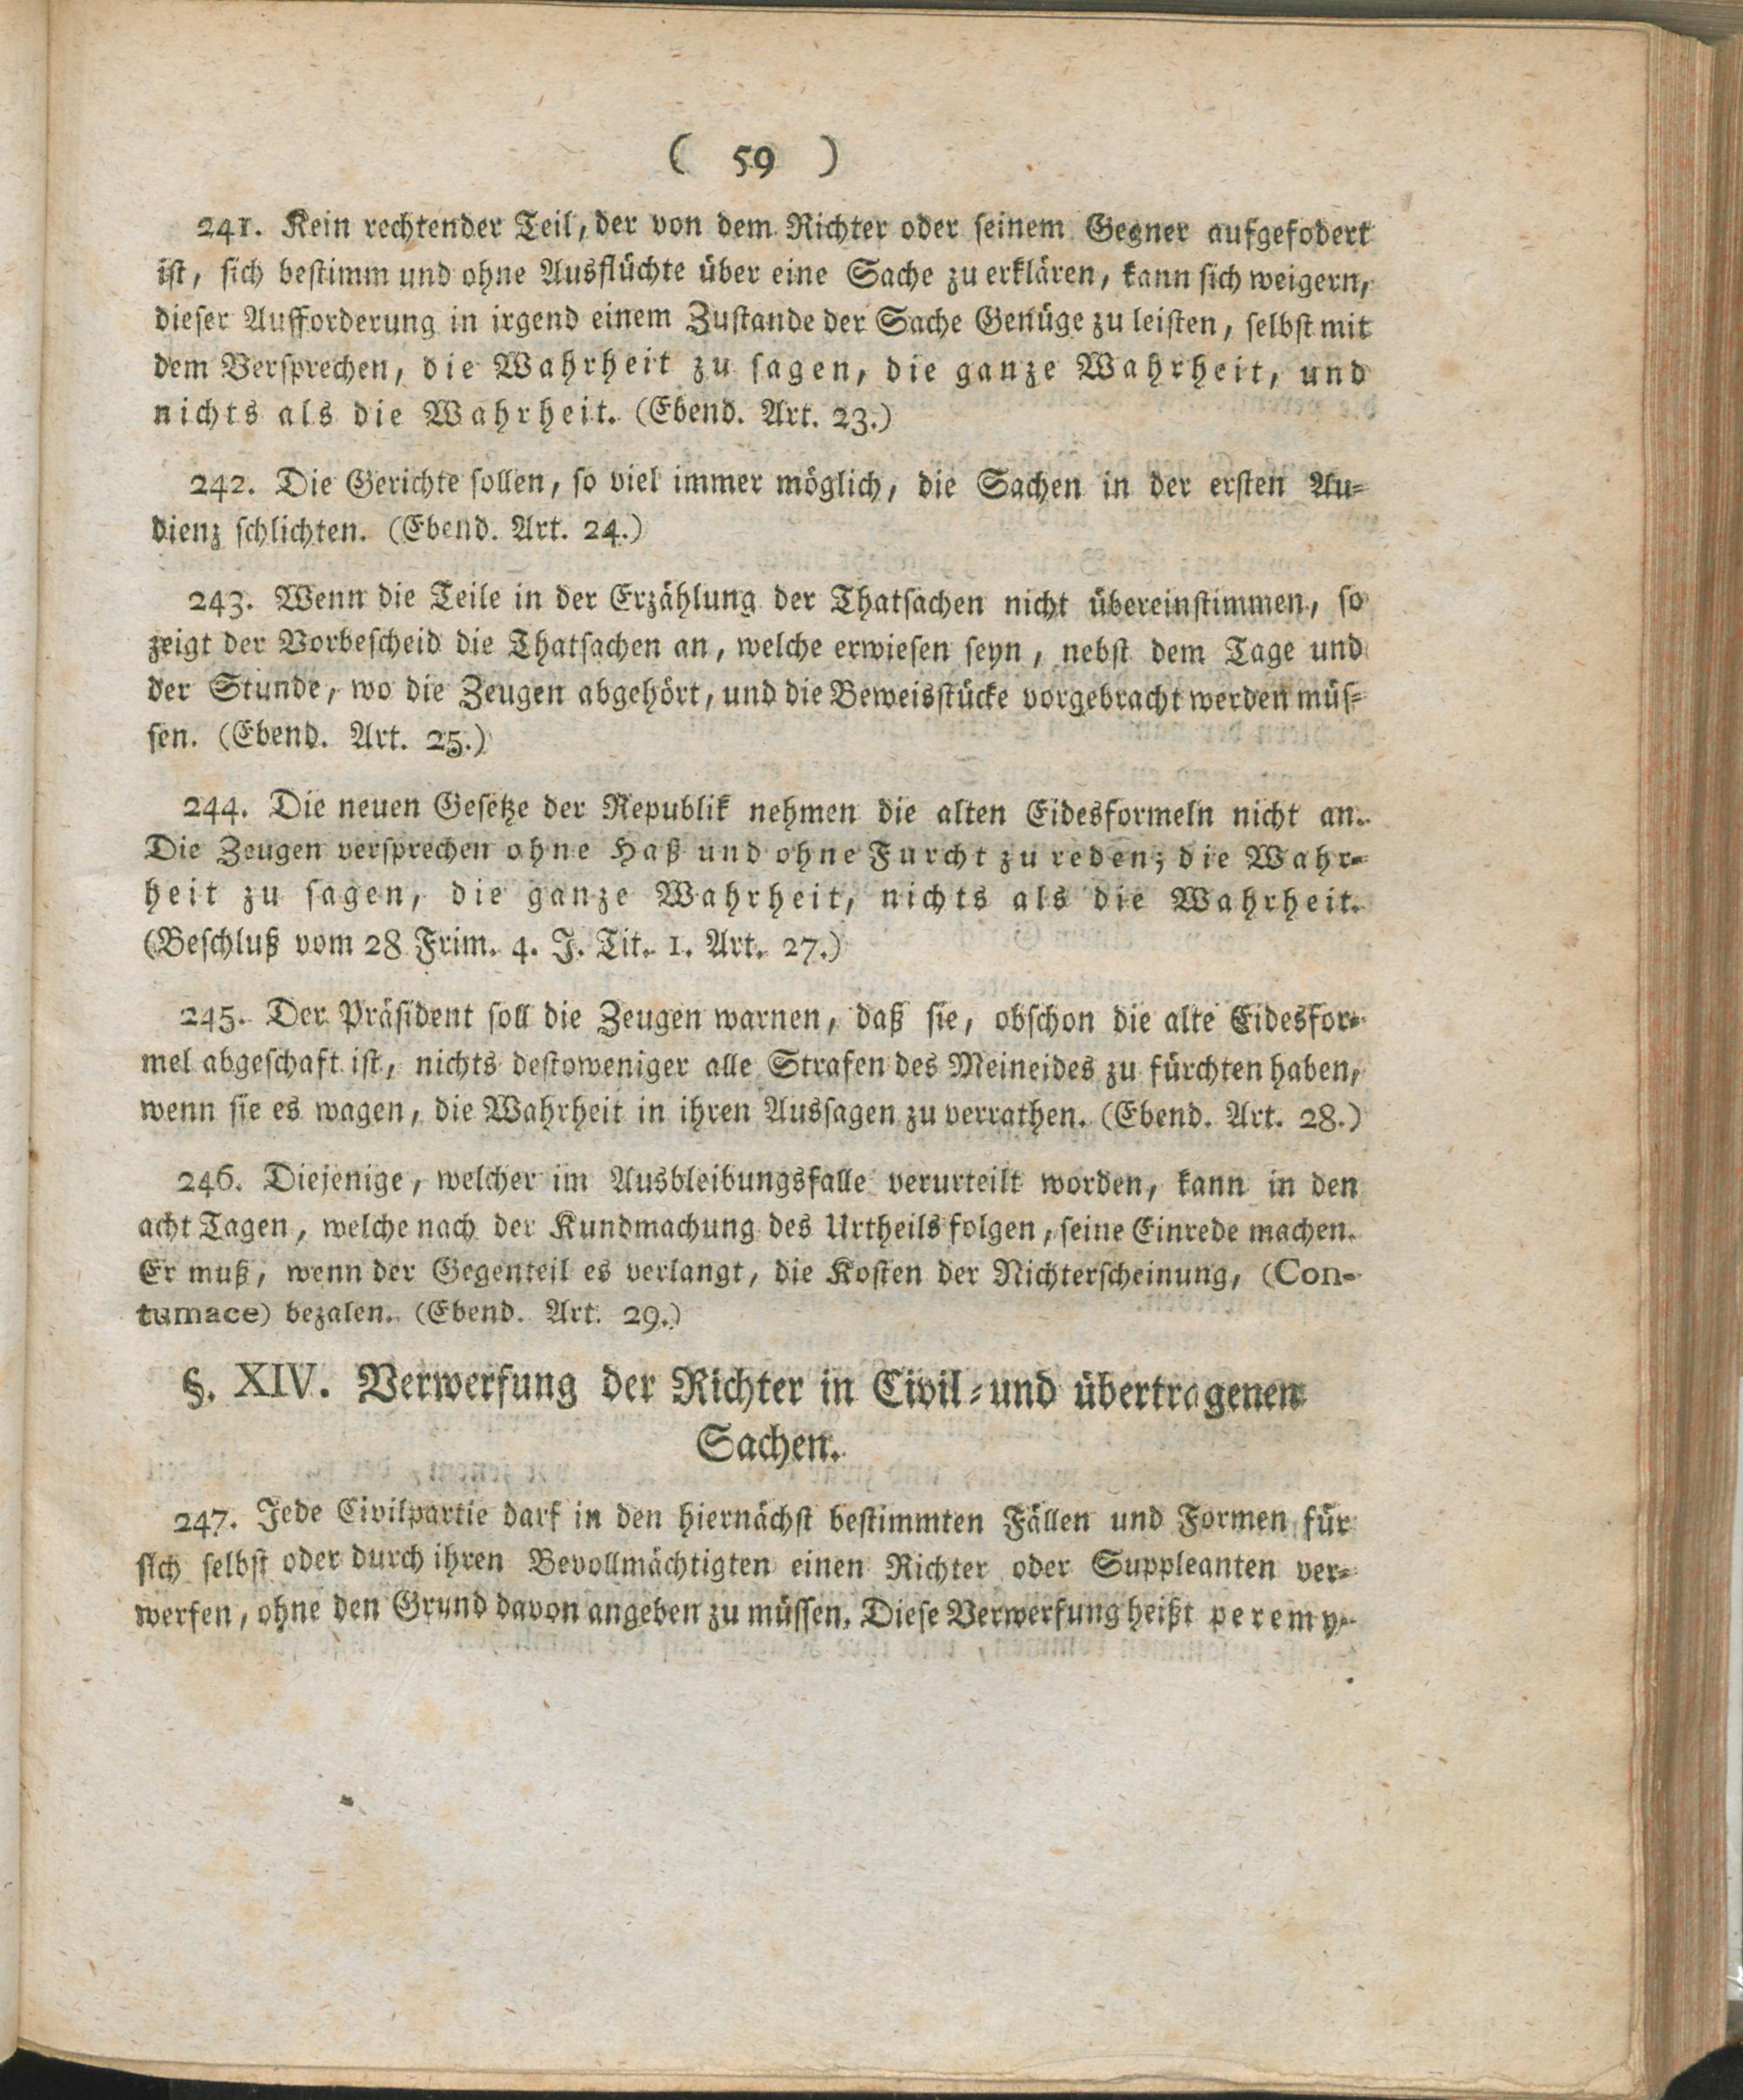 ( 59 )
241. Kein rechtender Teil, der von dem Richter oder seinem Gegner aufgefodert
ist, sich bestimm und ohne Ausflüchte über eine Sache zu erklären, kann sich weigern,
dieser Aufforderung in irgend einem Zustande der Sache Genüge zu leisten, selbst mit
dem Versprechen, die Wahrheit zu sagen, die ganze Wahrheit, und
nichts als die Wahrheit. (Ebend. Art. 23.)
242. Die Gerichte sollen, so viel immer möglich, die Sachen in der ersten Au-
dienz schlichten. (Ebend. Art. 24.)
243. Wenn die Teile in der Erzählung der Thatsachen nicht übereinstimmen, so
zeigt der Vorbescheid die Thatsachen an, welche erwiesen seyn, nebst dem Tage und
der Stunde, wo die Zeugen abgehört, und die Beweisstücke vorgebracht werden müs-
sen. (Ebend. Art. 25.)
244. Die neuen Gesetze der Republik nehmen die alten Eidesformeln nicht an.
Die Zeugen versprechen ohne Haß und ohne Furcht zu reden; die Wahr-
heit zu sagen, die ganze Wahrheit, nichts als die Wahrheit.
(Beschluß vom 28 Frim. 4. J. Tit. 1. Art. 27.)
245. Der Präsident soll die Zeugen warnen, daß sie, obschon die alte Eidesfor-
mel abgeschaft ist, nichts destoweniger alle Strafen des Meineides zu fürchten haben,
wenn sie es wagen, die Wahrheit in ihren Aussagen zu verrathen. (Ebend. Art. 28.)
246. Diejenige, welcher im Ausbleibungsfalle verurteilt worden, kann in den
acht Tagen, welche nach der Kundmachung des Urtheils folgen, seine Einrede machen.
Er muß, wenn der Gegenteil es verlangt, die Kosten der Nichterscheinung, (Con-
tumace) bezalen. (Ebend. Art. 29.)
§. XIV. Verwerfung der Richter in Civil- und übertragenen
Sachen.
247. Jede Civilpartie darf in den hiernächst bestimmten Fällen und Formen für
sich selbst oder durch ihren Bevollmächtigten einen Richter oder Suppleanten ver-
werfen, ohne den Grund davon angeben zu müssen. Diese Verwerfung heißt peremp-